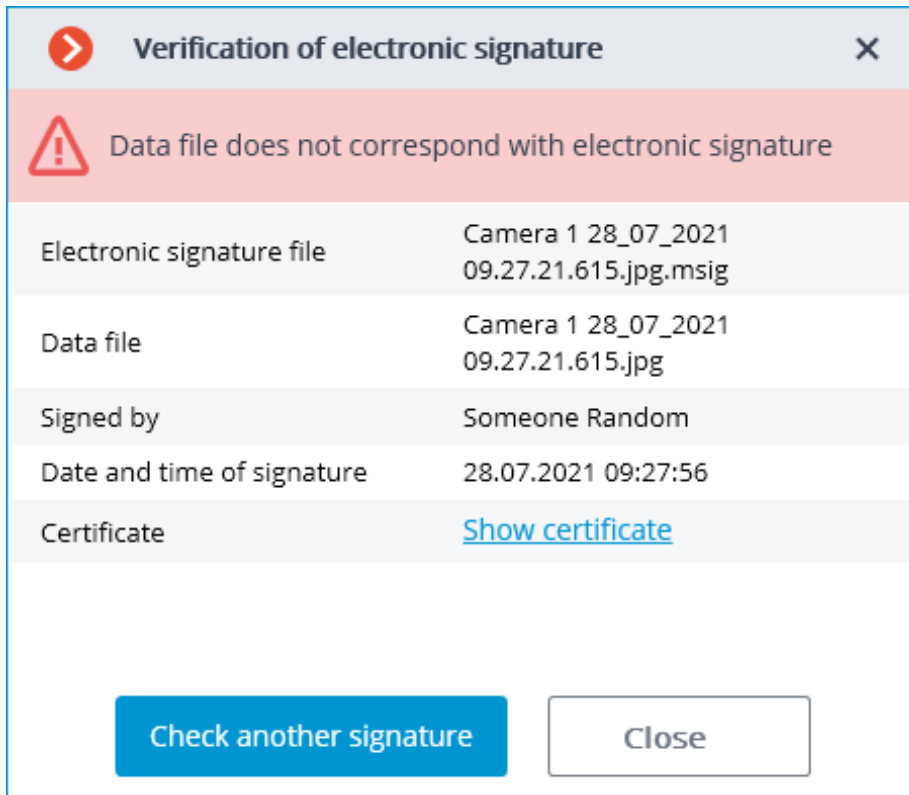 Verification of electronic signature
Data file does not correspond with electronic signature
Electronic signature file
Camera 1 28_07_2021
09.27.21.615.jpg.msig
Data file
Camera 1 28_07_2021
09.27.21.615.jpg
Signed by
Someone Random
Date and time of signature
28.07.2021 09:27:56
Certificate
Show certificate
Check another signature
Close